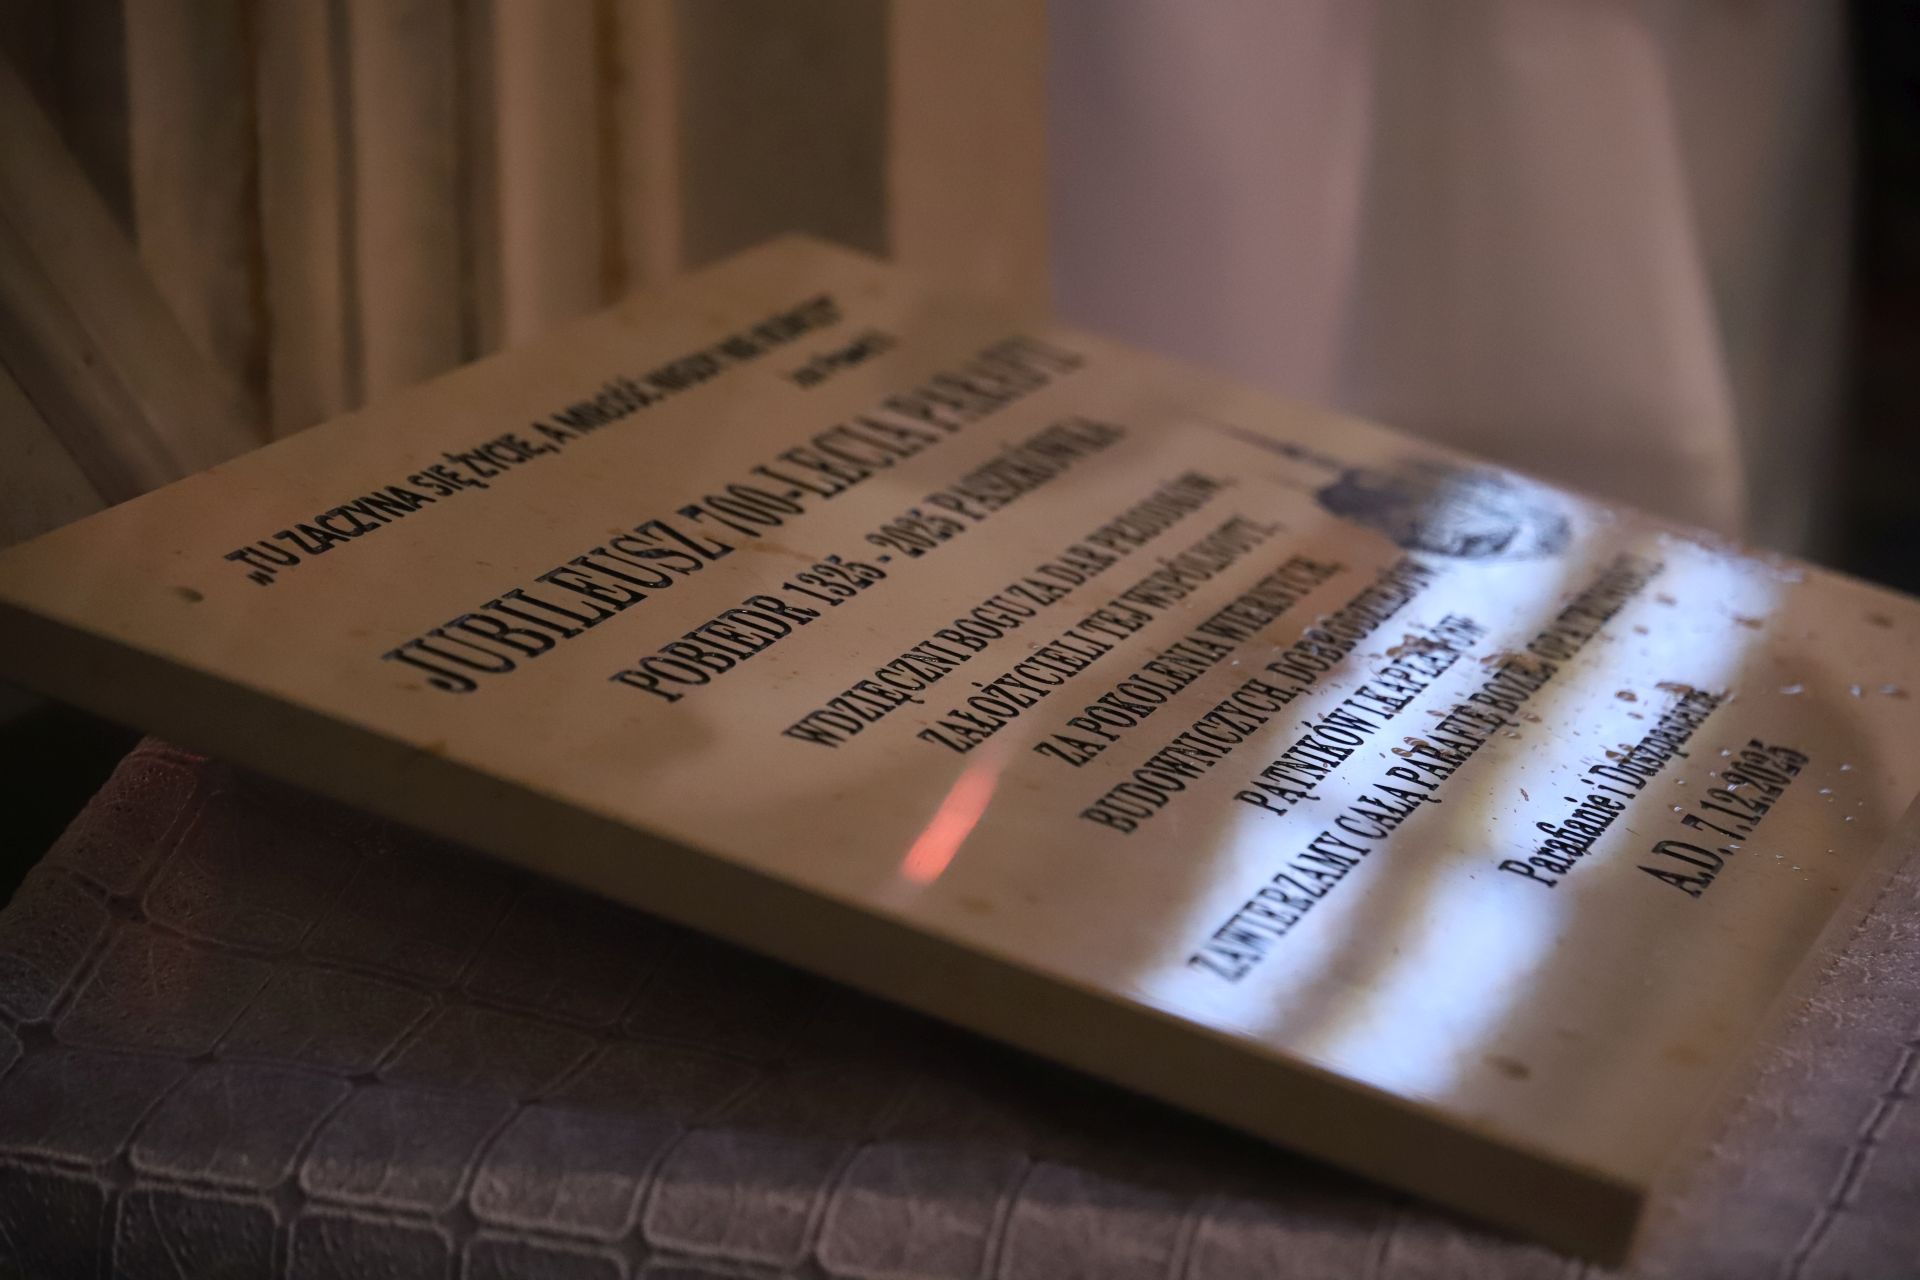 „TU ZACZYNA SIĘ ŻYCIE, A MIŁOŚĆ NIGDY NIE
JUBILEUSZ 700-LECIA PARAFII
POBIEDR 1325 - 2025 PASZKÓWKA
WDZIĘCZNI BOGU ZA DAR PRZODKÓW,
ZAŁOŻYCIELI TEJ WSPÓLNOTY,
ZA POKOLENIA WIERNYCH,
BUDOWNICZYCH, DOBRODZIEJÓW
PĄTNIKÓW I KAPŁANÓW
ZAWIERZAMY CAŁĄ PARAFIĘ BOŻEJ OPATRZNOŚCI
Parafianie i Duszpasterze
A.D. 7.12.2025